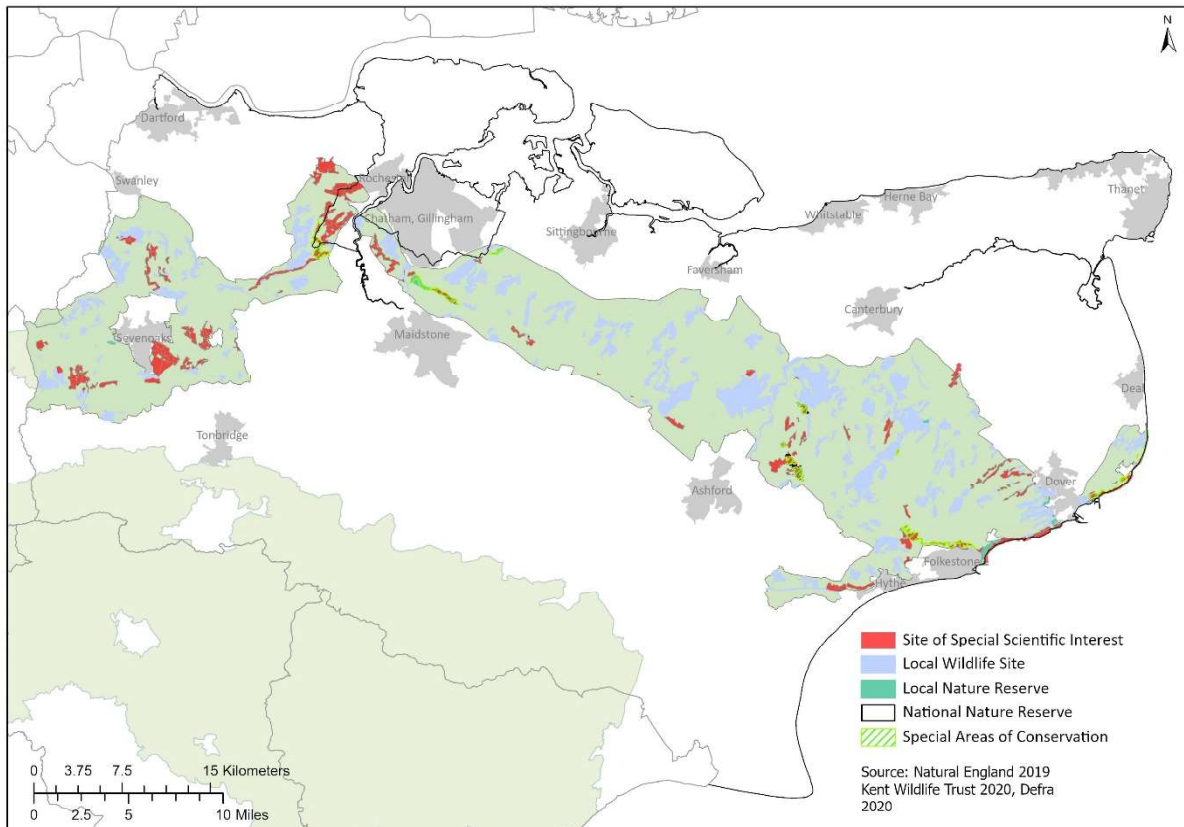 N
Dartford
Swanley
Roches
Chatham, Gillingham
Sittingbourne
Faversham
Whitstable
Herne Bay
Thanet
Canterbury
Deal
Sevenoaks
Maidstone
Tonbridge
Ashford
Dover
Folkestone
Hythe
Site of Special Scientific Interest
Local Wildlife Site
Local Nature Reserve
National Nature Reserve
Special Areas of Conservation
Source: Natural England 2019
Kent Wildlife Trust 2020, Defra
2020
0 3.75 7.5 15 Kilometers
0 2.5 5 10 Miles